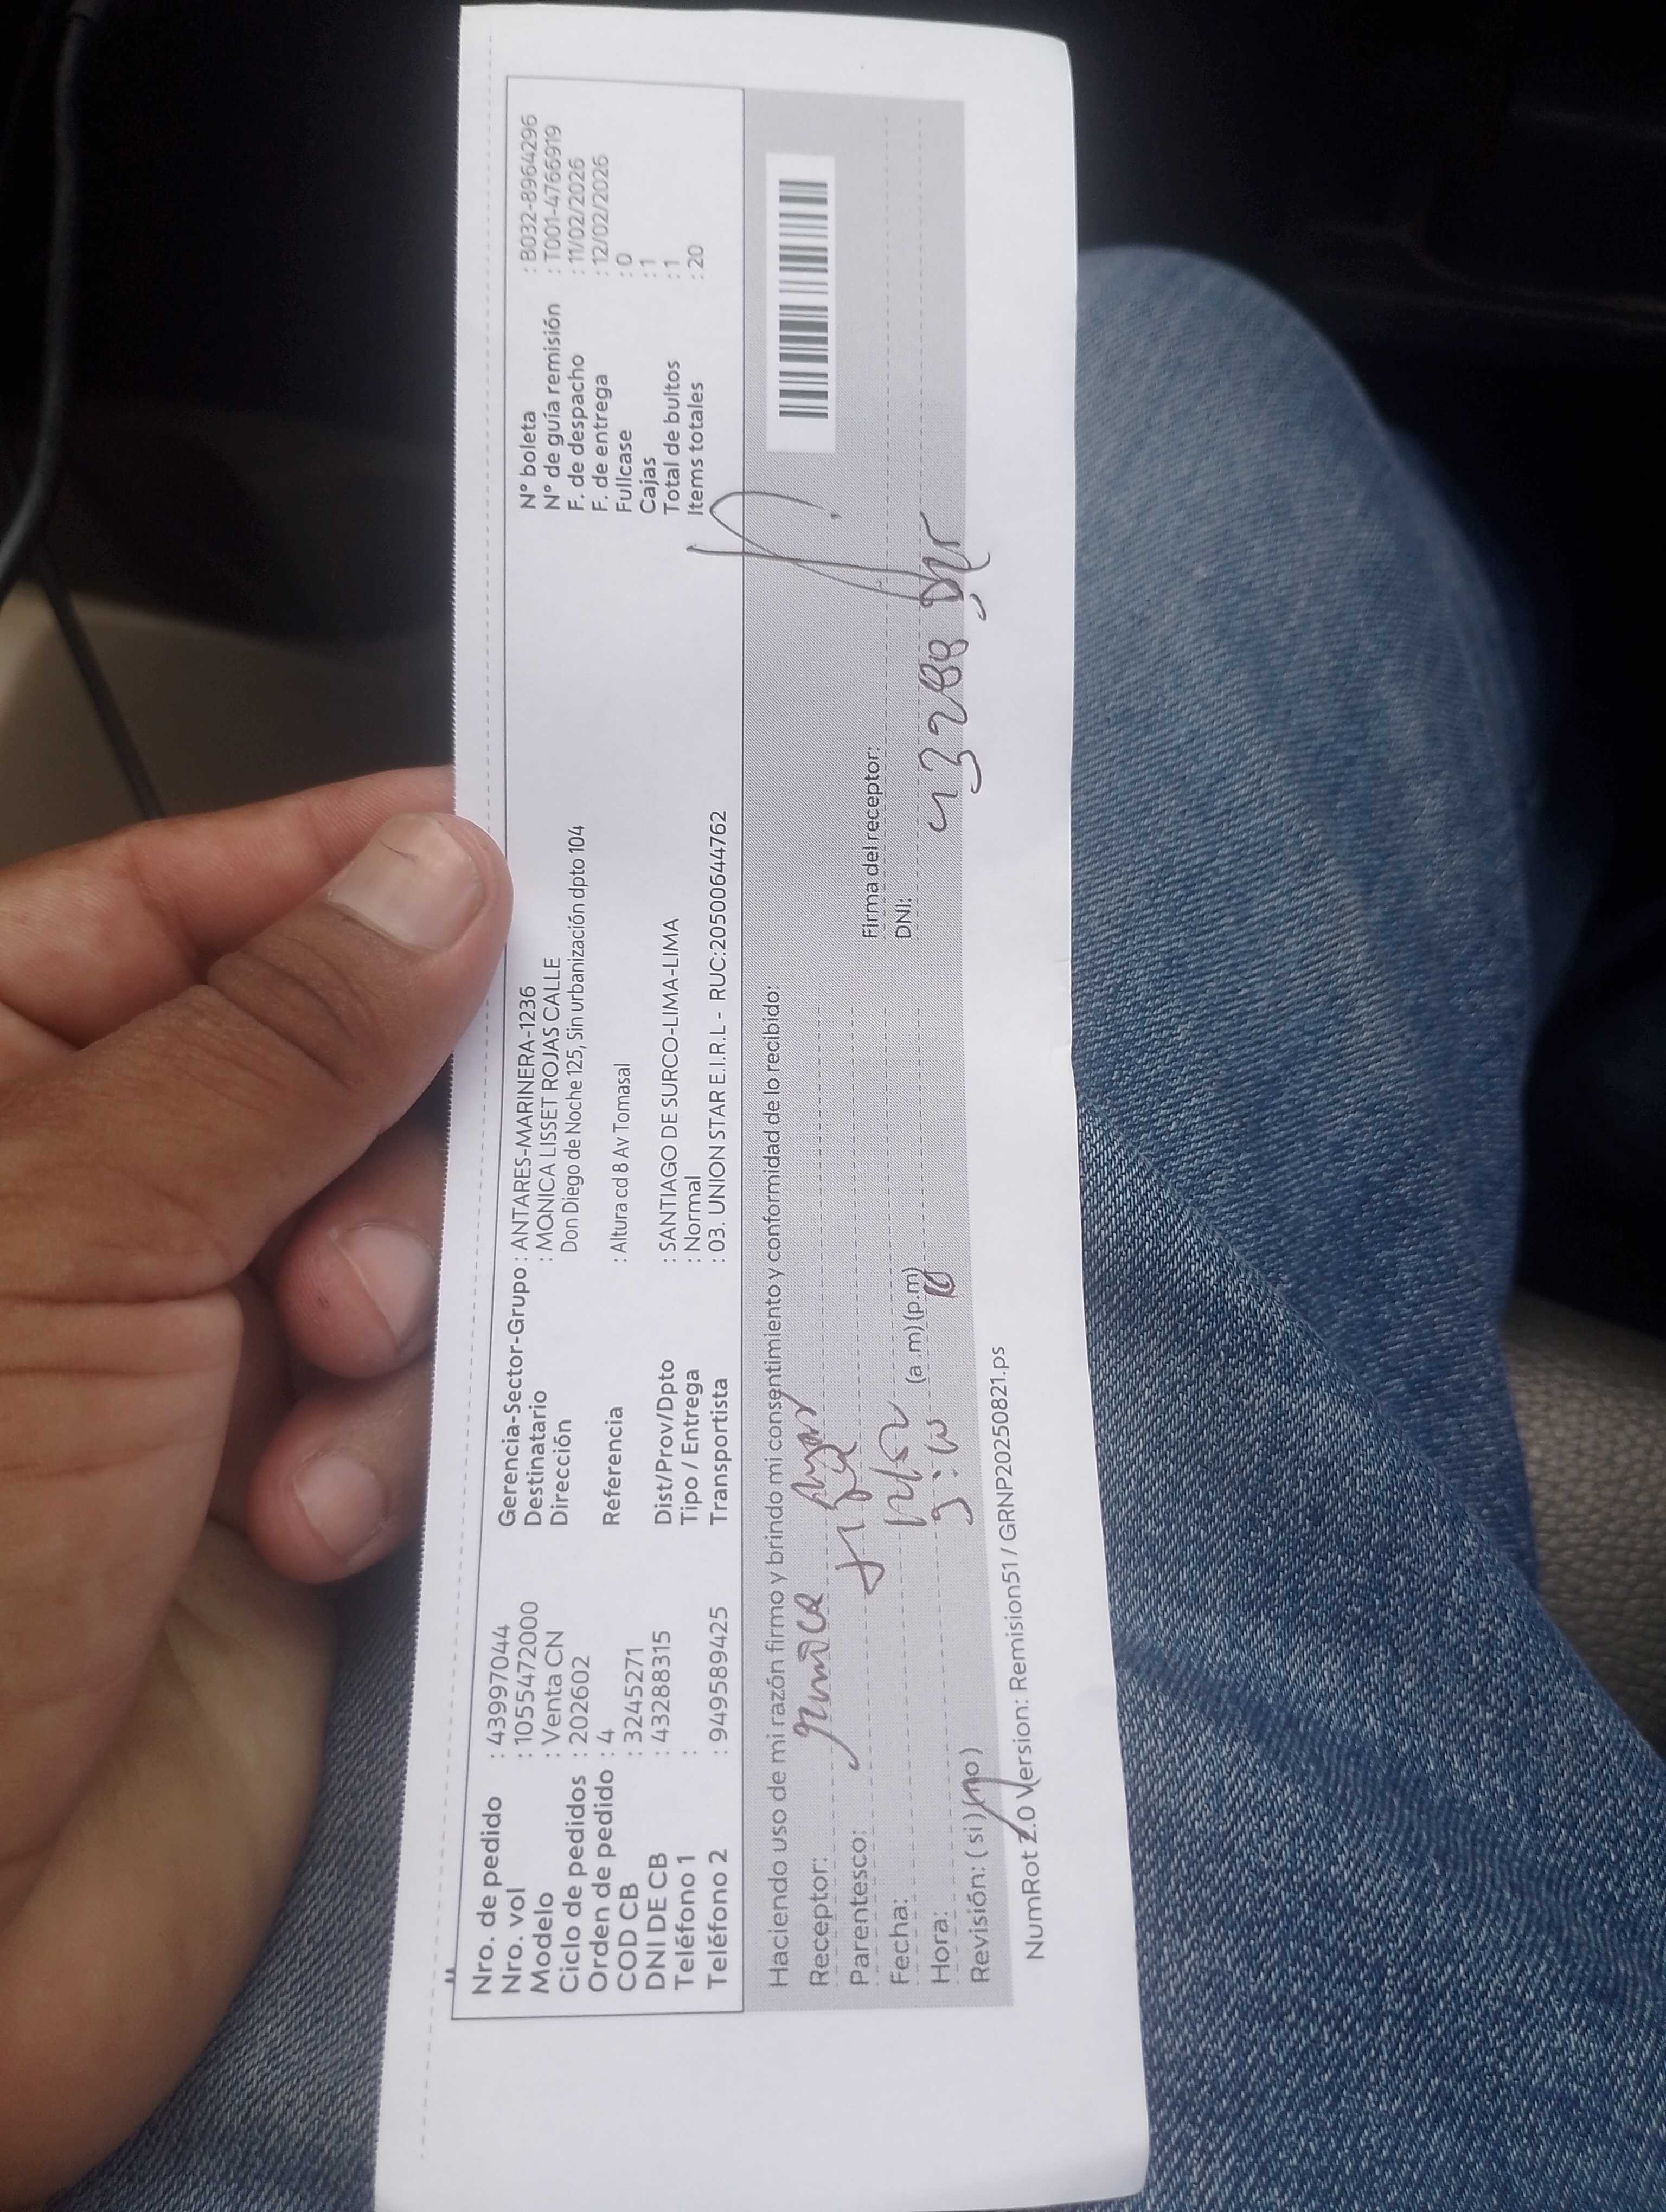 Nro. de pedido : 43997044
Nro. vol : 1055472000
Modelo : Venta CN
Ciclo de pedidos : 202602
Orden de pedido : 4
COD CB : 3245271
DNI DE CB : 43288315
Teléfono 1 :
Teléfono 2 : 949589425
Gerencia-Sector-Grupo : ANTARES-MARINERA-1236
Destinatario : MONICA LISSET ROJAS CALLE
Dirección Don Diego de Noche 125, Sin urbanización dpto 104
Referencia : Altura cd 8 Av Tomasal
Dist/Prov/Dpto : SANTIAGO DE SURCO-LIMA-LIMA
Tipo / Entrega : Normal
Transportista : 03. UNION STAR E.I.R.L - RUC:20500644762
N° boleta : B032-8964296
N° de guía remisión : T001-4766919
F. de despacho : 11/02/2026
F. de entrega : 12/02/2026
Fullcase : 0
Cajas : 1
Total de bultos : 1
Items totales : 20
Haciendo uso de mi razón firmo y brindo mi consentimiento y conformidad de lo recibido:
Receptor:
Parentesco:
Fecha: 12/02
Hora: (a .m) (p.m)
Revisión: ( si ) (no)
Firma del receptor:
DNI: 43288
NumRot 2.0 Version: Remision51 / GRNP20250821.ps